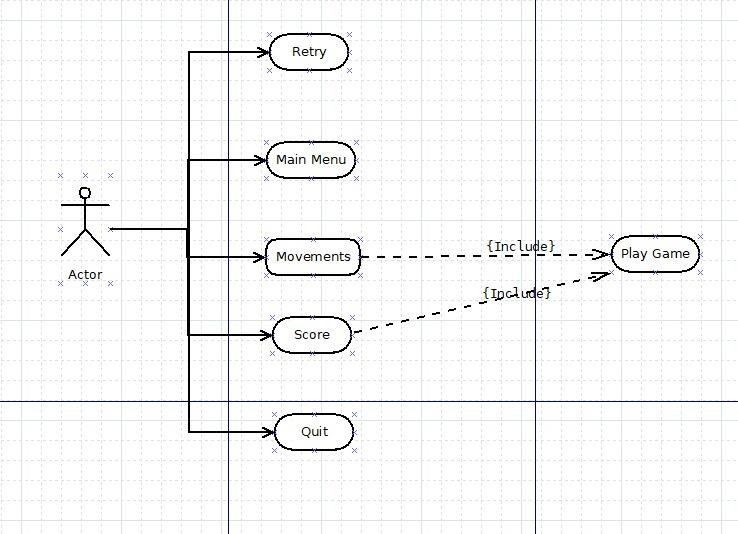 Retry
Main Menu
Actor
Movements
{Include}
Play Game
Score
{Include}
Quit